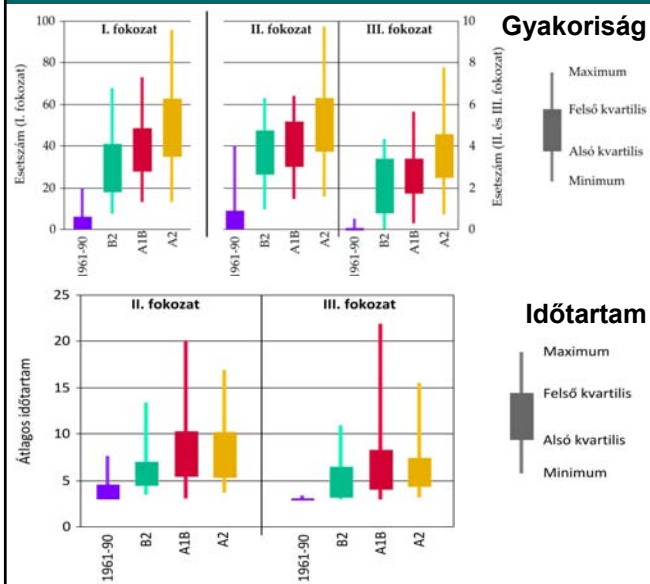 Gyakoriság
I. fokozat
II. fokozat
III. fokozat
Esetszám (I. fokozat)
100
80
60
40
20
0
1961-90
B2
A1B
A2
1961-90
B2
A1B
A2
1961-90
B2
A1B
A2
10
8
6
4
2
0
Esetszám (II. és III. fokozat)
Maximum
Felső kvartilis
Alsó kvartilis
Minimum
Időtartam
II. fokozat
III. fokozat
Átlagos időtartam
25
20
15
10
5
0
1961-90
B2
A1B
A2
1961-90
B2
A1B
A2
Maximum
Felső kvartilis
Alsó kvartilis
Minimum